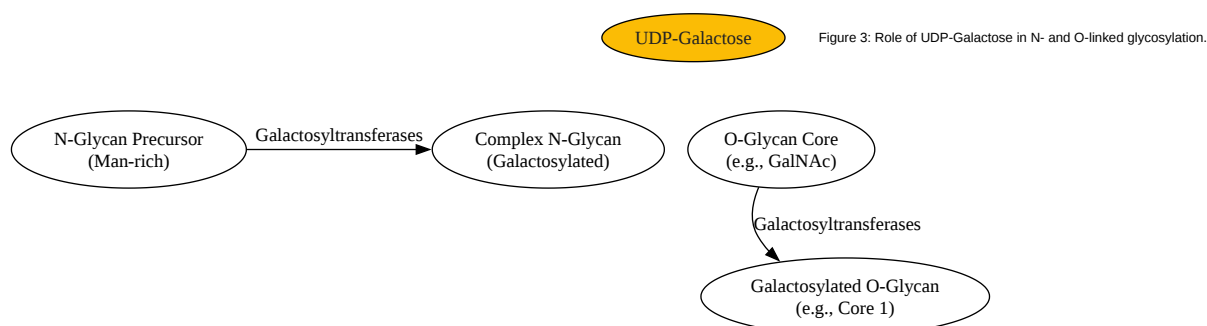 UDP-Galactose
Figure 3: Role of UDP-Galactose in N- and O-linked glycosylation.
N-Glycan Precursor
(Man-rich)
Galactosyltransferases
Complex N-Glycan
(Galactosylated)
O-Glycan Core
(e.g., GalNAc)
Galactosyltransferases
Galactosylated O-Glycan
(e.g., Core 1)